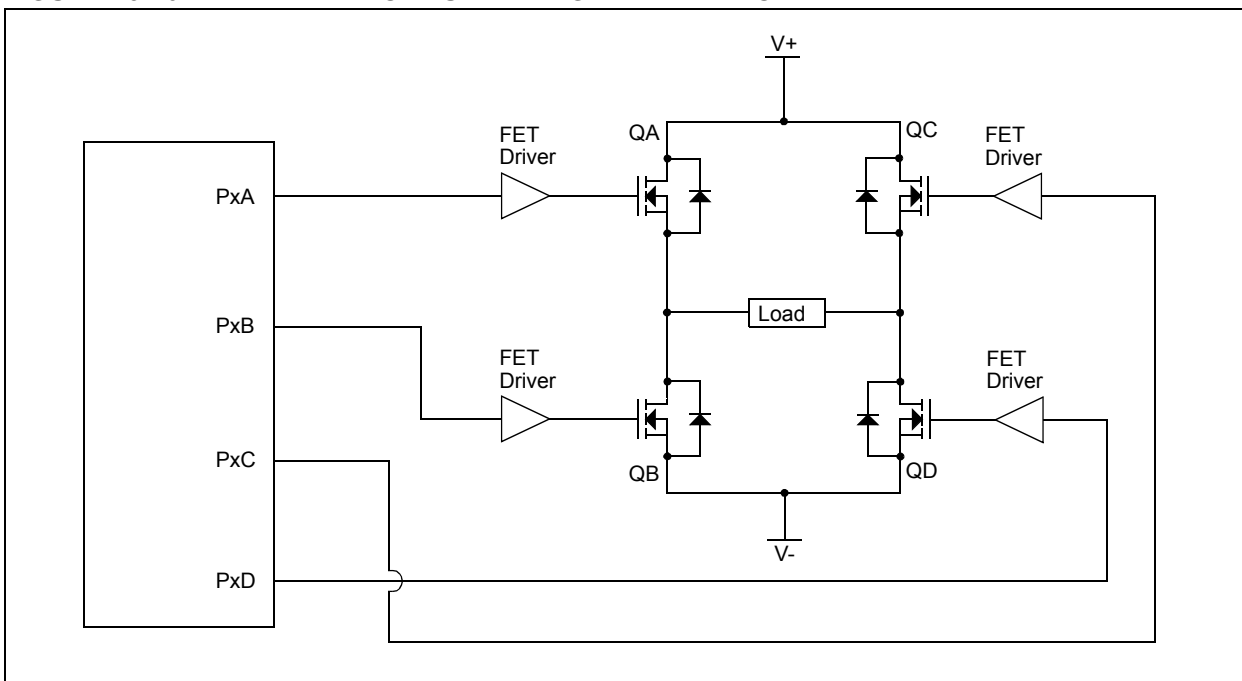 V+
QA
QC
FET
Driver
FET
Driver
PxA
PxB
Load
FET
Driver
FET
Driver
PxC
QB
QD
V-
PxD